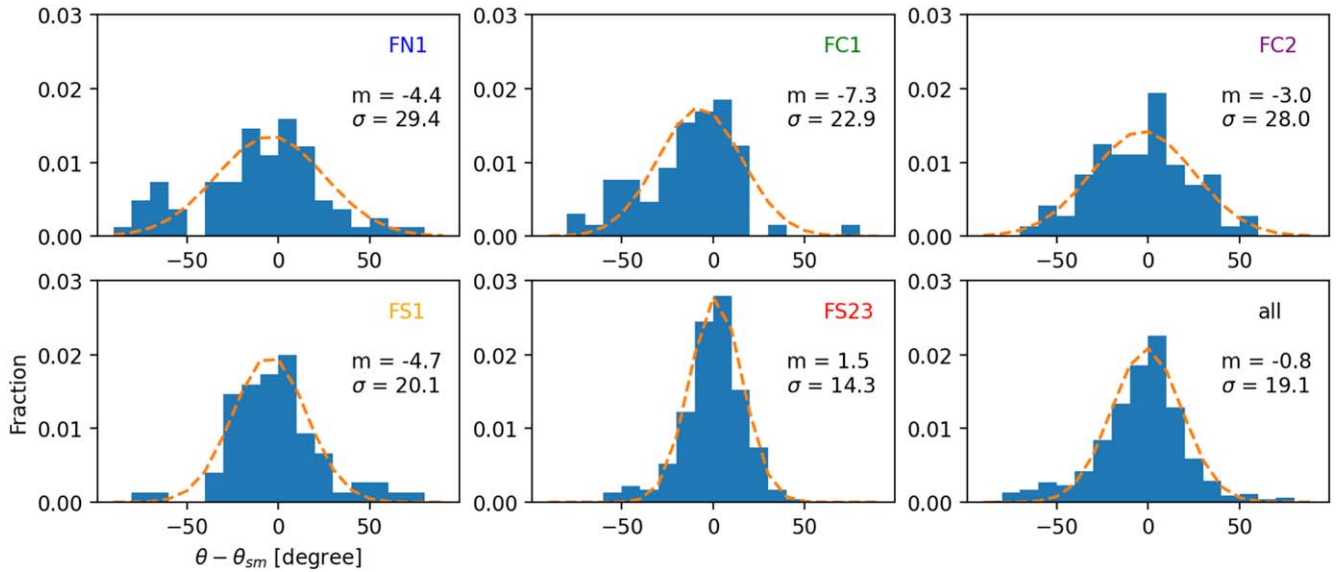 0.03
0.02
0.01
0.00
−50
0
50
FN1
m = -4.4
σ = 29.4
0.03
0.02
0.01
0.00
−50
0
50
FC1
m = -7.3
σ = 22.9
0.03
0.02
0.01
0.00
−50
0
50
FC2
m = -3.0
σ = 28.0
0.03
0.02
0.01
0.00
−50
0
50
FS1
m = -4.7
σ = 20.1
Fraction
θ − θsm [degree]
0.03
0.02
0.01
0.00
−50
0
50
FS23
m = 1.5
σ = 14.3
0.03
0.02
0.01
0.00
−50
0
50
all
m = -0.8
σ = 19.1